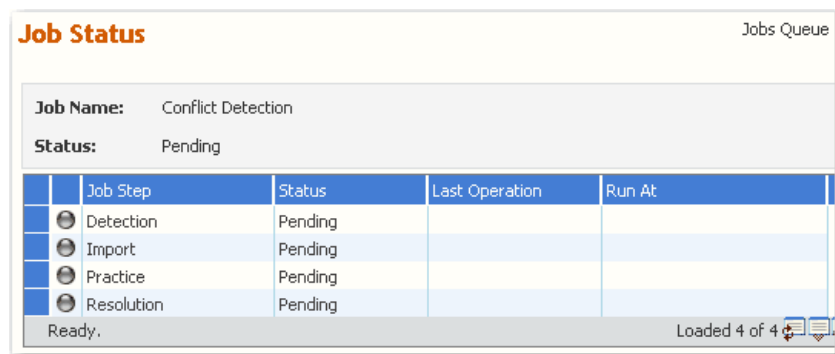 Job Status
Jobs Queue
Job Name: Conflict Detection
Status: Pending
Job Step Status Last Operation Run At
Detection Pending
Import Pending
Practice Pending
Resolution Pending
Ready. Loaded 4 of 4